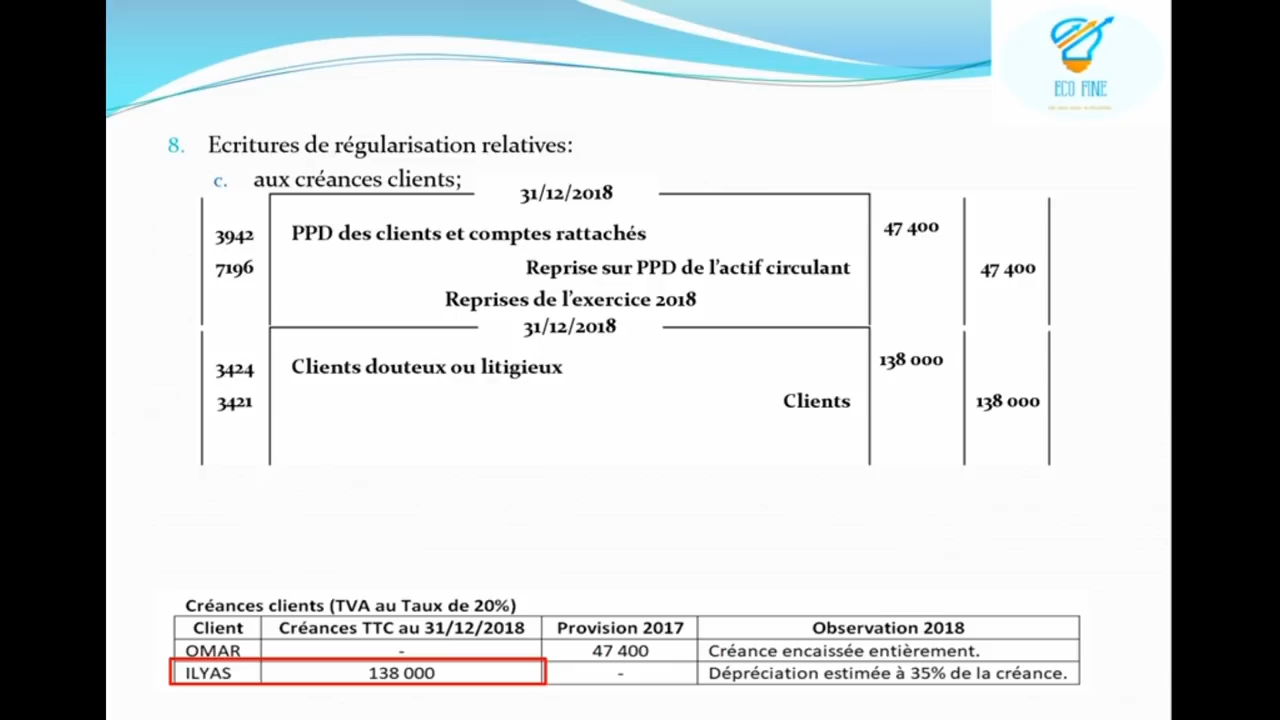 ECO FINE
8. Ecritures de régularisation relatives:
c. aux créances clients;
31/12/2018
3942 PPD des clients et comptes rattachés 47 400
7196 Reprise sur PPD de l'actif circulant 47 400
Reprises de l'exercice 2018
31/12/2018
3424 Clients douteux ou litigieux 138 000
3421 Clients 138 000
Créances clients (TVA au Taux de 20%)
Client Créances TTC au 31/12/2018 Provision 2017 Observation 2018
OMAR - 47 400 Créance encaissée entièrement.
ILYAS 138 000 - Dépréciation estimée à 35% de la créance.